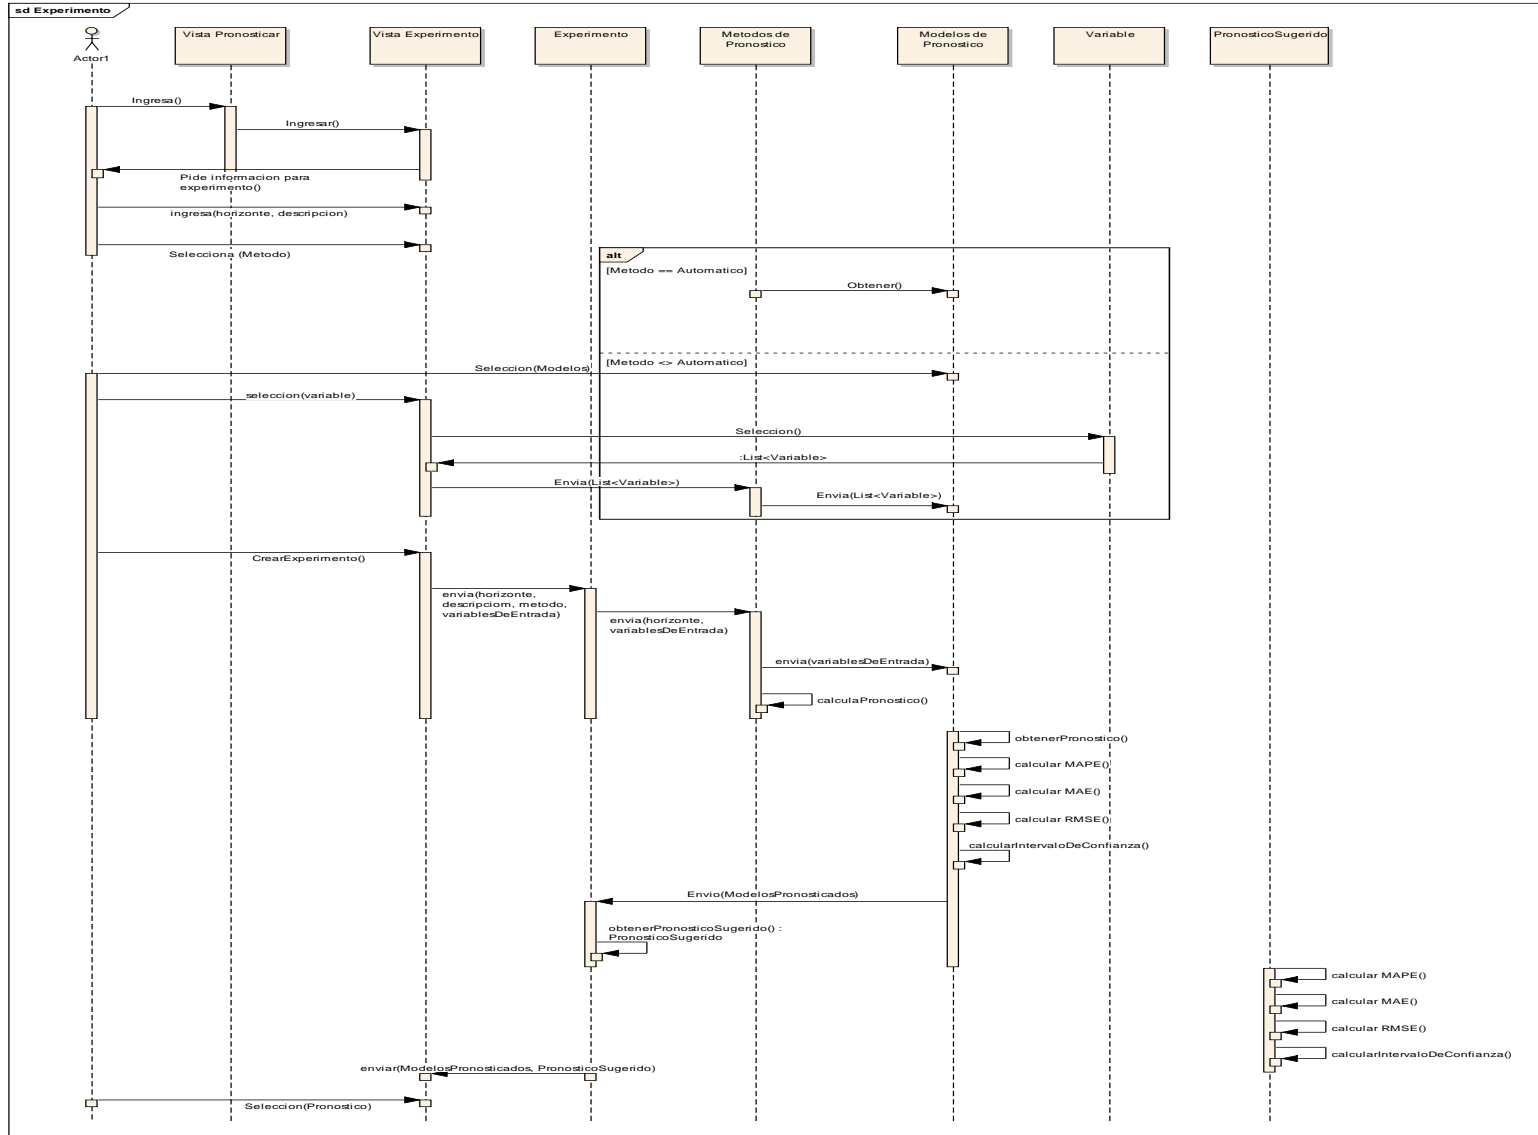 sd Experimento
Actor1
Vista Pronosticar
Vista Experimento
Experimento
Metodos de
Pronostico
Modelos de
Pronostico
Variable
PronosticoSugerido
Ingresa()
Ingresar()
Pide informacion para
experimento()
ingresa(horizonte, descripcion)
Selecciona (Metodo)
alt
[Metodo == Automatico]
Obtener()
[Metodo <> Automatico]
Seleccion(Modelos)
seleccion(variable)
Seleccion()
:List<Variable>
Envia(List<Variable>)
Envia(List<Variable>)
CrearExperimento()
envia(horizonte,
descripciom, metodo,
variablesDeEntrada)
envia(horizonte,
variablesDeEntrada)
envia(variablesDeEntrada)
calculaPronostico()
obtenerPronostico()
calcular MAPE()
calcular MAE()
calcular RMSE()
calcularIntervaloDeConfianza()
Envio(ModelosPronosticados)
obtenerPronosticoSugerido() :
PronosticoSugerido
calcular MAPE()
calcular MAE()
calcular RMSE()
calcularIntervaloDeConfianza()
enviar(ModelosPronosticados, PronosticoSugerido)
Seleccion(Pronostico)